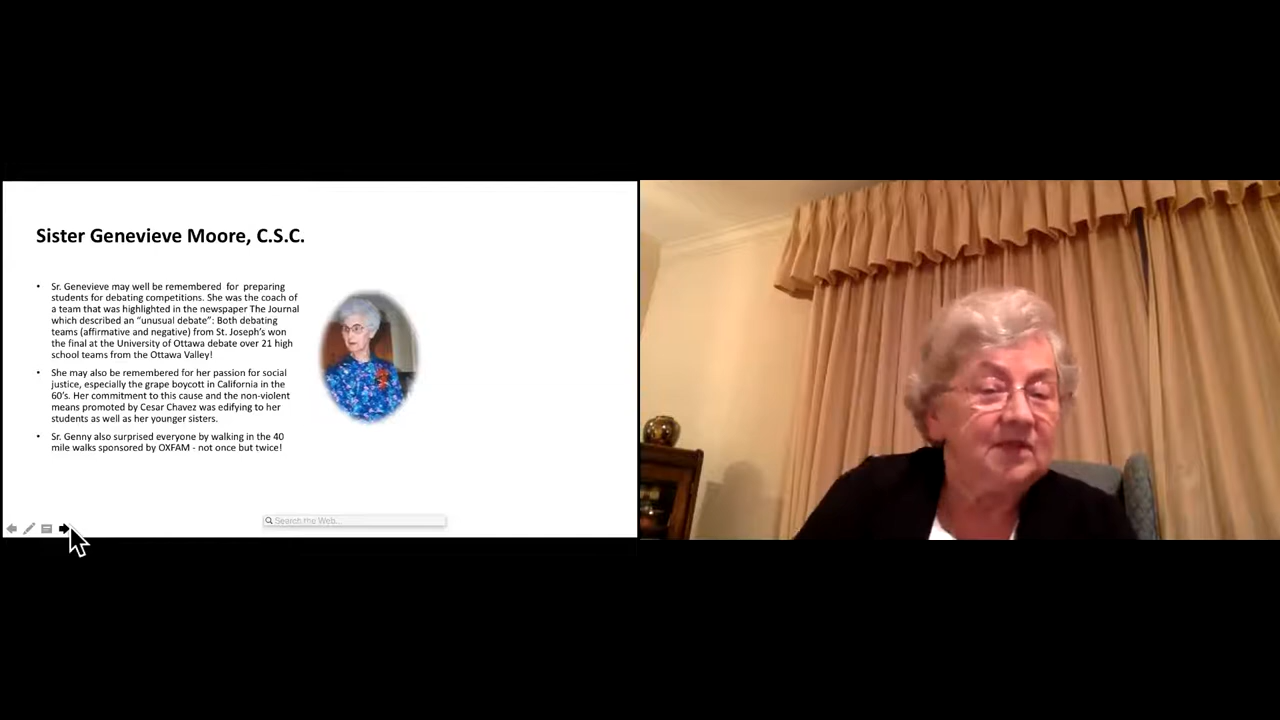 Sister Genevieve Moore, C.S.C.
• Sr. Genevieve may well be remembered for preparing
students for debating competitions. She was the coach of
a team that was highlighted in the newspaper The Journal
which described an “unusual debate”: Both debating
teams (affirmative and negative) from St. Joseph’s won
the final at the University of Ottawa debate over 21 high
school teams from the Ottawa Valley!
• She may also be remembered for her passion for social
justice, especially the grape boycott in California in the
60’s. Her commitment to this cause and the non-violent
means promoted by Cesar Chavez was edifying to her
students as well as her younger sisters.
• Sr. Genny also surprised everyone by walking in the 40
mile walks sponsored by OXFAM - not once but twice!
Search the Web...